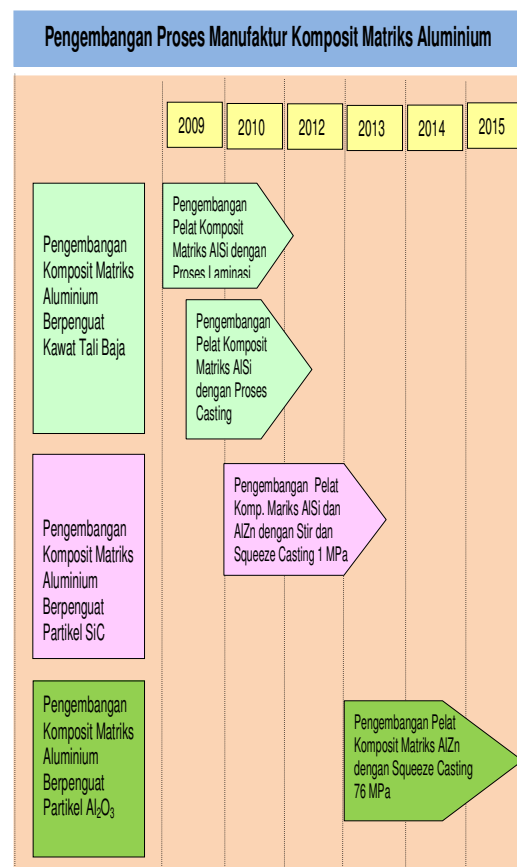 Pengembangan Proses Manufaktur Komposit Matriks Aluminium
2009
2010
2012
2013
2014
2015
Pengembangan
Komposit Matriks
Aluminium
Berpenguat
Kawat Tali Baja
Pengembangan
Pelat Komposit
Matriks AlSi dengan
Proses Laminasi
Pengembangan
Pelat Komposit
Matriks AlSi
dengan Proses
Casting
Pengembangan
Komposit Matriks
Aluminium
Berpenguat
Partikel SiC
Pengembangan Pelat
Komp. Mariks AlSi dan
AlZn dengan Stir dan
Squeeze Casting 1 MPa
Pengembangan
Komposit Matriks
Aluminium
Berpenguat
Partikel Al₂O₃
Pengembangan Pelat
Komposit Matriks AlZn
dengan Squeeze Casting
76 MPa